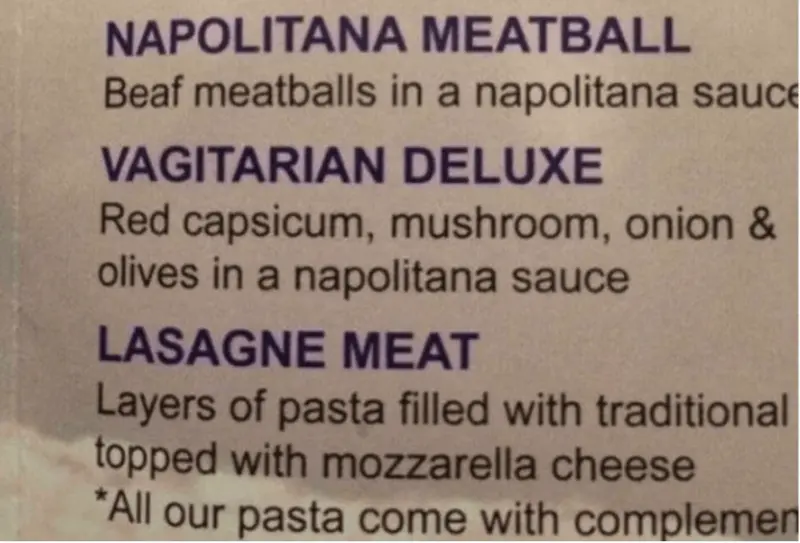 NAPOLITANA MEATBALL
Beaf meatballs in a napolitana sauce
VAGITARIAN DELUXE
Red capsicum, mushroom, onion &
olives in a napolitana sauce
LASAGNE MEAT
Layers of pasta filled with traditional
topped with mozzarella cheese
*All our pasta come with complemen